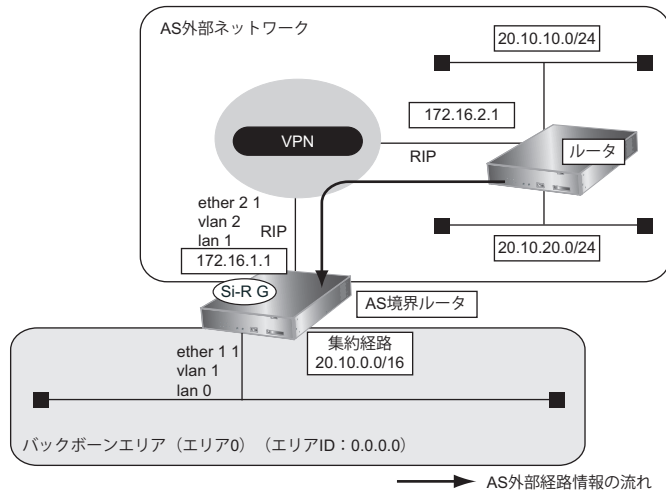 AS外部ネットワーク
20.10.10.0/24
172.16.2.1
VPN
ルータ
RIP
ether 2 1
vlan 2
lan 1
RIP
20.10.20.0/24
172.16.1.1
Si-R G
AS境界ルータ
集約経路
20.10.0.0/16
ether 1 1
vlan 1
lan 0
バックボーンエリア（エリア0）（エリアID：0.0.0.0）
AS外部経路情報の流れ